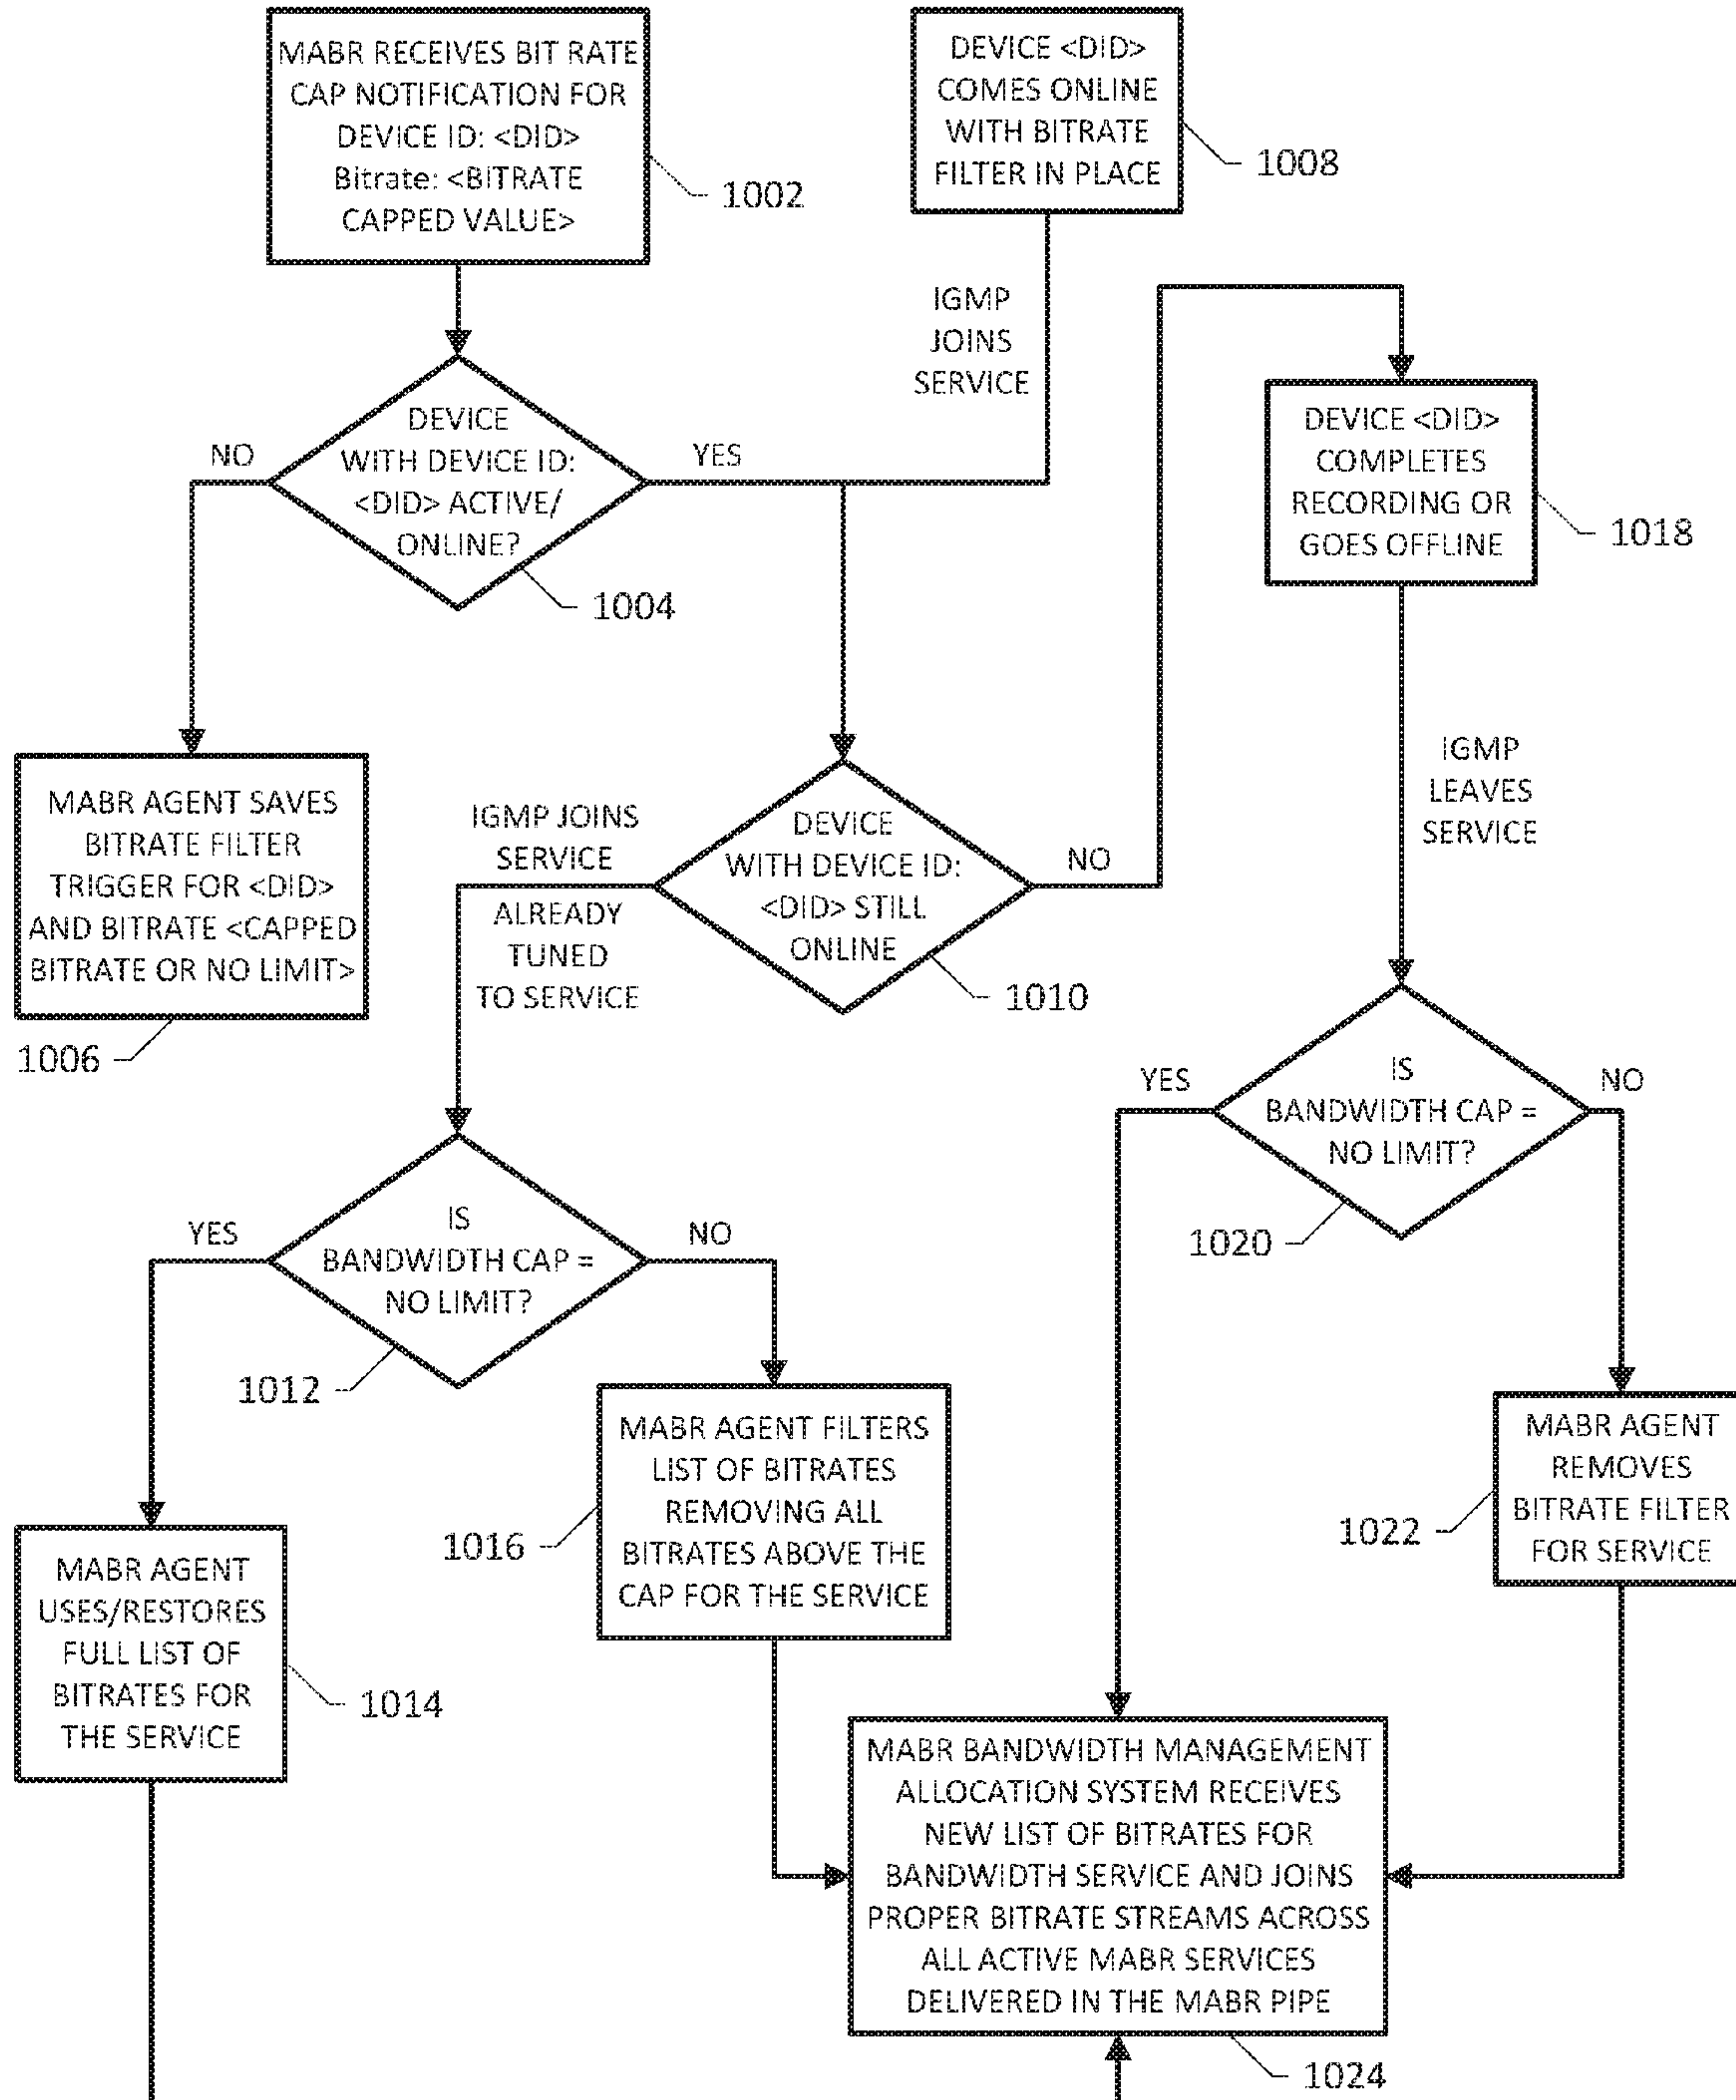 MABR RECEIVES BIT RATE
CAP NOTIFICATION FOR
DEVICE ID: <DID>
Bitrate: <BITRATE
CAPPED VALUE>
1002
DEVICE <DID>
COMES ONLINE
WITH BITRATE
FILTER IN PLACE
1008
IGMP
JOINS
SERVICE
DEVICE
WITH DEVICE ID:
<DID> ACTIVE/
ONLINE?
NO
YES
1004
DEVICE <DID>
COMPLETES
RECORDING OR
GOES OFFLINE
1018
MABR AGENT SAVES
BITRATE FILTER
TRIGGER FOR <DID>
AND BITRATE <CAPPED
BITRATE OR NO LIMIT>
1006
IGMP JOINS
SERVICE
ALREADY
TUNED
TO SERVICE
DEVICE
WITH DEVICE ID:
<DID> STILL
ONLINE
NO
1010
IGMP
LEAVES
SERVICE
YES
IS
BANDWIDTH CAP =
NO LIMIT?
NO
1020
YES
IS
BANDWIDTH CAP =
NO LIMIT?
NO
1012
MABR AGENT FILTERS
LIST OF BITRATES
REMOVING ALL
BITRATES ABOVE THE
CAP FOR THE SERVICE
1016
MABR AGENT
REMOVES
BITRATE FILTER
FOR SERVICE
1022
MABR AGENT
USES/RESTORES
FULL LIST OF
BITRATES FOR
THE SERVICE
1014
MABR BANDWIDTH MANAGEMENT
ALLOCATION SYSTEM RECEIVES
NEW LIST OF BITRATES FOR
BANDWIDTH SERVICE AND JOINS
PROPER BITRATE STREAMS ACROSS
ALL ACTIVE MABR SERVICES
DELIVERED IN THE MABR PIPE
1024